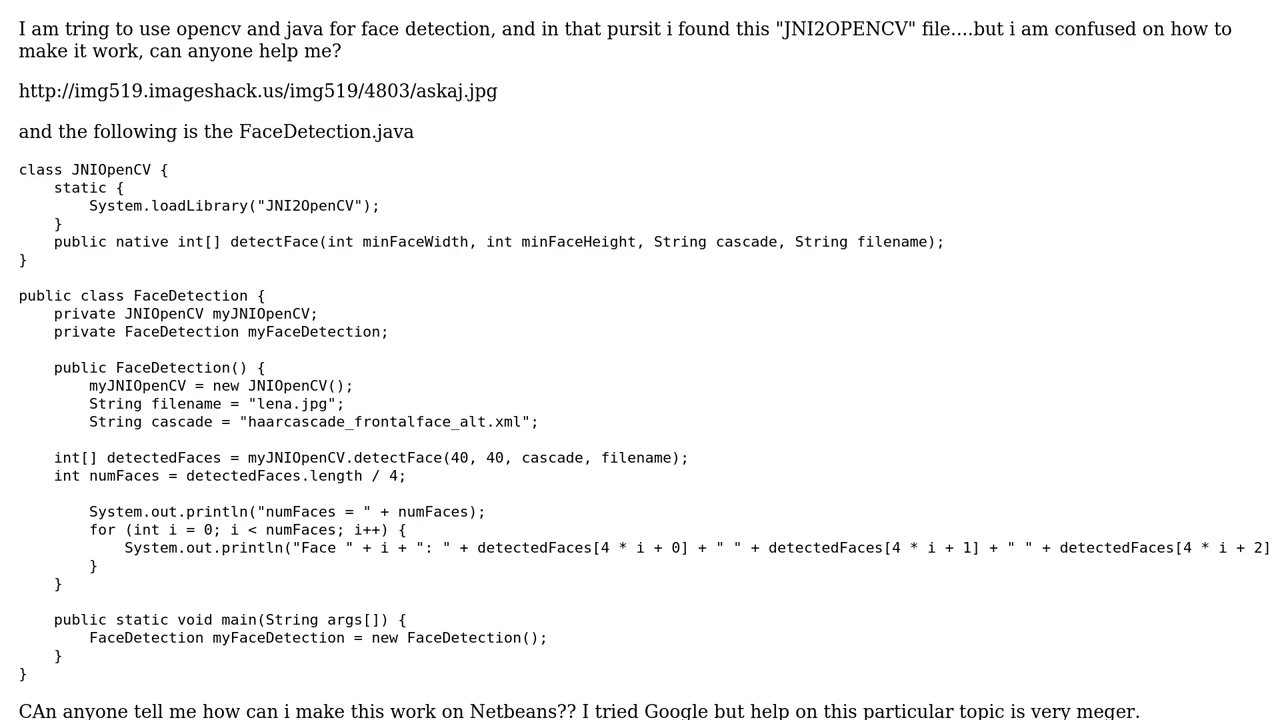 I am tring to use opencv and java for face detection, and in that pursit i found this "JNI2OPENCV" file....but i am confused on how to
make it work, can anyone help me?
http://img519.imageshack.us/img519/4803/askaj.jpg
and the following is the FaceDetection.java
class JNIOpenCV {
    static {
        System.loadLibrary("JNI2OpenCV");
    }
    public native int[] detectFace(int minFaceWidth, int minFaceHeight, String cascade, String filename);
}
public class FaceDetection {
    private JNIOpenCV myJNIOpenCV;
    private FaceDetection myFaceDetection;
    public FaceDetection() {
        myJNIOpenCV = new JNIOpenCV();
        String filename = "lena.jpg";
        String cascade = "haarcascade_frontalface_alt.xml";
    int[] detectedFaces = myJNIOpenCV.detectFace(40, 40, cascade, filename);
    int numFaces = detectedFaces.length / 4;
        System.out.println("numFaces = " + numFaces);
        for (int i = 0; i < numFaces; i++) {
            System.out.println("Face " + i + ": " + detectedFaces[4 * i + 0] + " " + detectedFaces[4 * i + 1] + " " + detectedFaces[4 * i + 2]
        }
    }
    public static void main(String args[]) {
        FaceDetection myFaceDetection = new FaceDetection();
    }
}
CAn anyone tell me how can i make this work on Netbeans?? I tried Google but help on this particular topic is very meger.